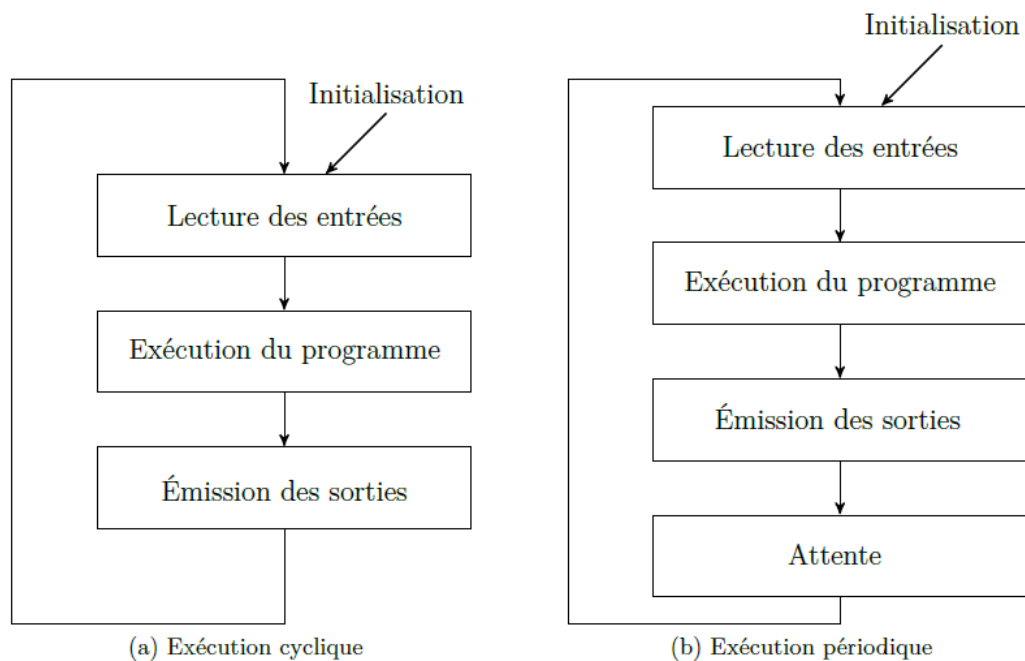 Initialisation
Lecture des entrées
Exécution du programme
Émission des sorties
(a) Exécution cyclique
Initialisation
Lecture des entrées
Exécution du programme
Émission des sorties
Attente
(b) Exécution périodique